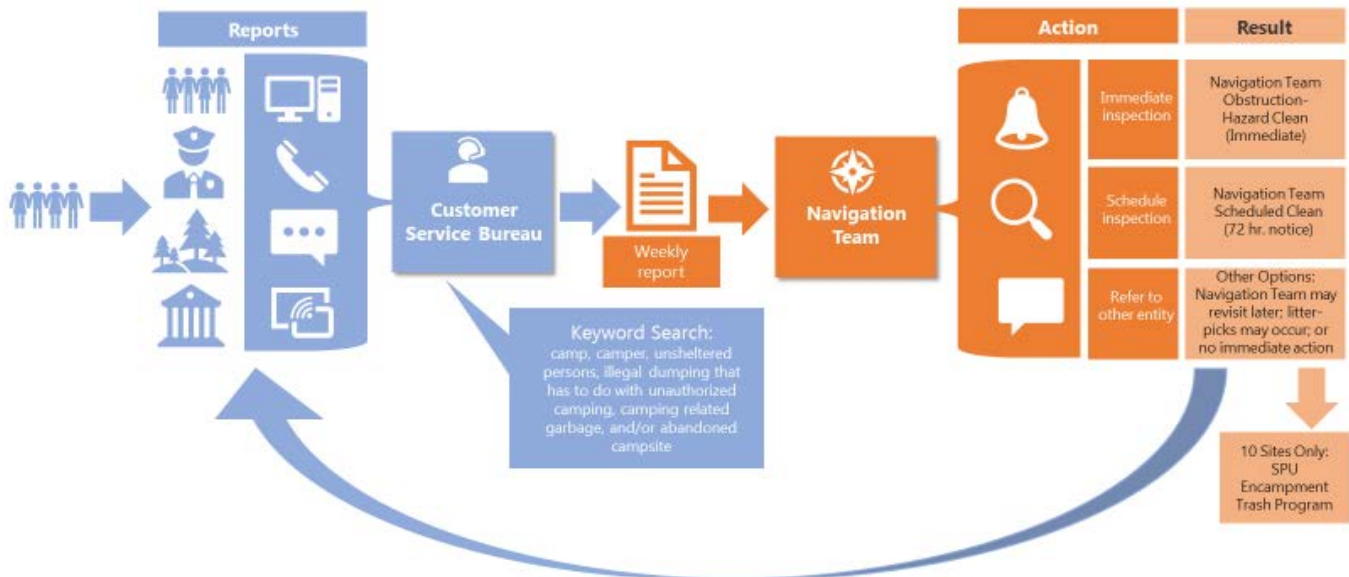 Reports
Customer
Service Bureau
Keyword Search:
camp, camper, unsheltered
persons, illegal dumping that
has to do with unauthorized
camping, camping related
garbage, and/or abandoned
campsite
Weekly
report
Navigation
Team
Action
Result
Immediate
inspection
Navigation Team
Obstruction-
Hazard Clean
(Immediate)
Schedule
inspection
Navigation Team
Scheduled Clean
(72 hr. notice)
Refer to
other entity
Other Options:
Navigation Team may
revisit later; litter-
picks may occur; or
no immediate action
10 Sites Only:
SPU
Encampment
Trash Program